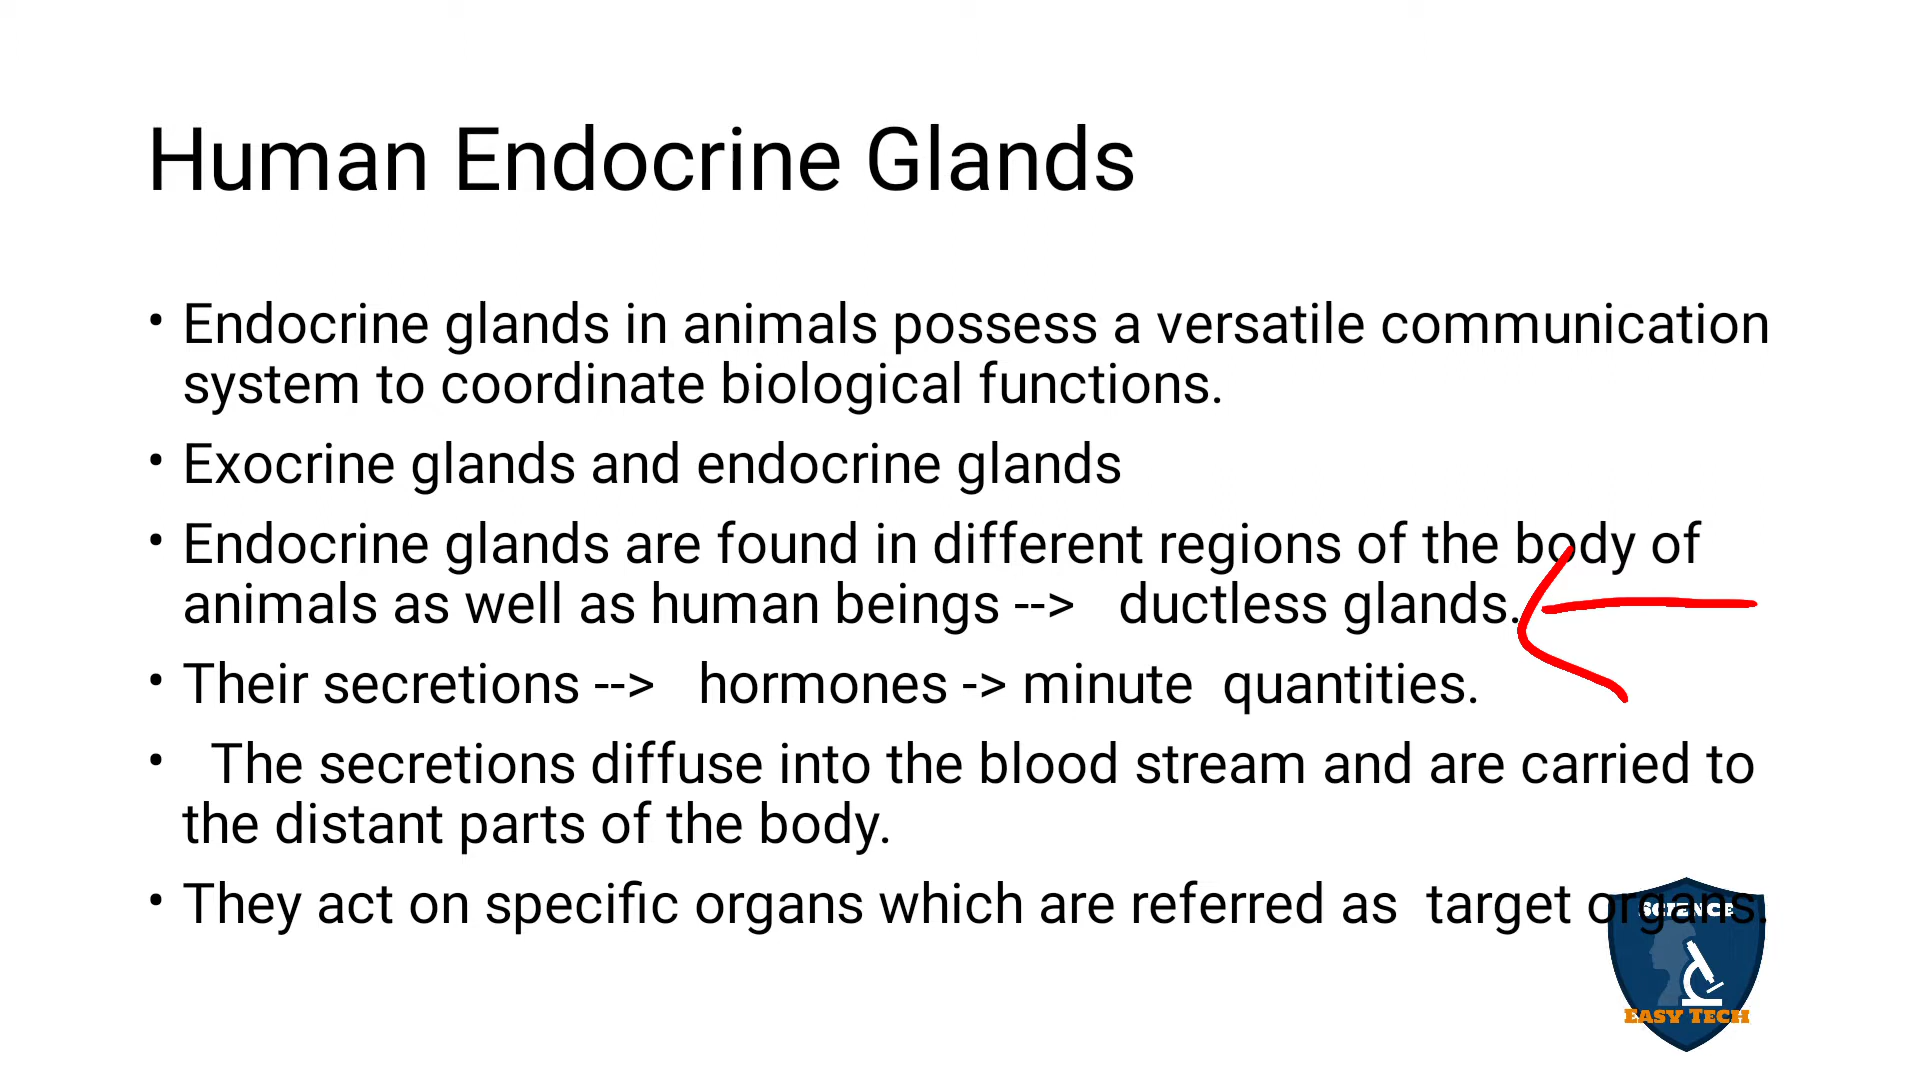 Human Endocrine Glands
• Endocrine glands in animals possess a versatile communication
system to coordinate biological functions.
• Exocrine glands and endocrine glands
• Endocrine glands are found in different regions of the body of
animals as well as human beings --> ductless glands.
• Their secretions --> hormones -> minute quantities.
• The secretions diffuse into the blood stream and are carried to
the distant parts of the body.
• They act on specific organs which are referred as target organs.
SCIENCE
EASY TECH